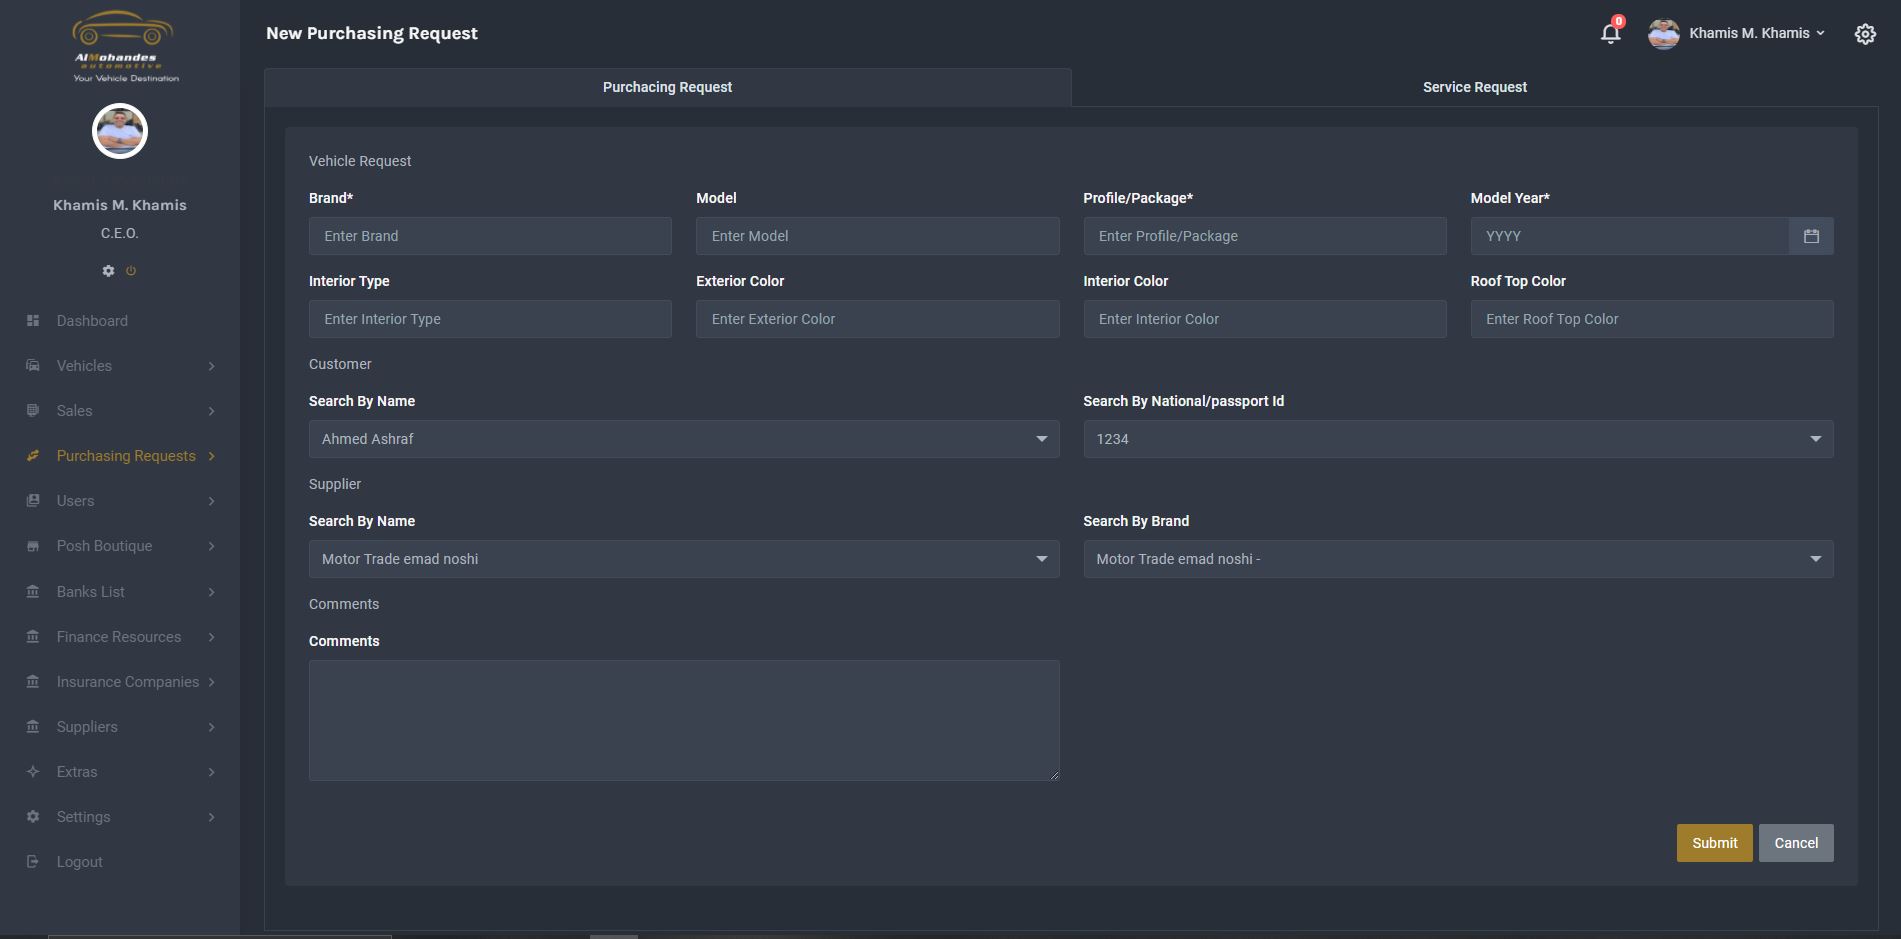 AlMohandes
automotive
Your Vehicle Destination
Khamis M. Khamis
C.E.O.
Dashboard
Vehicles
Sales
Purchasing Requests
Users
Posh Boutique
Banks List
Finance Resources
Insurance Companies
Suppliers
Extras
Settings
Logout
New Purchasing Request
0
Khamis M. Khamis
Purchacing Request
Service Request
Vehicle Request
Brand*
Model
Profile/Package*
Model Year*
Enter Brand
Enter Model
Enter Profile/Package
YYYY
Interior Type
Exterior Color
Interior Color
Roof Top Color
Enter Interior Type
Enter Exterior Color
Enter Interior Color
Enter Roof Top Color
Customer
Search By Name
Search By National/passport Id
Ahmed Ashraf
1234
Supplier
Search By Name
Search By Brand
Motor Trade emad noshi
Motor Trade emad noshi -
Comments
Comments
Submit
Cancel